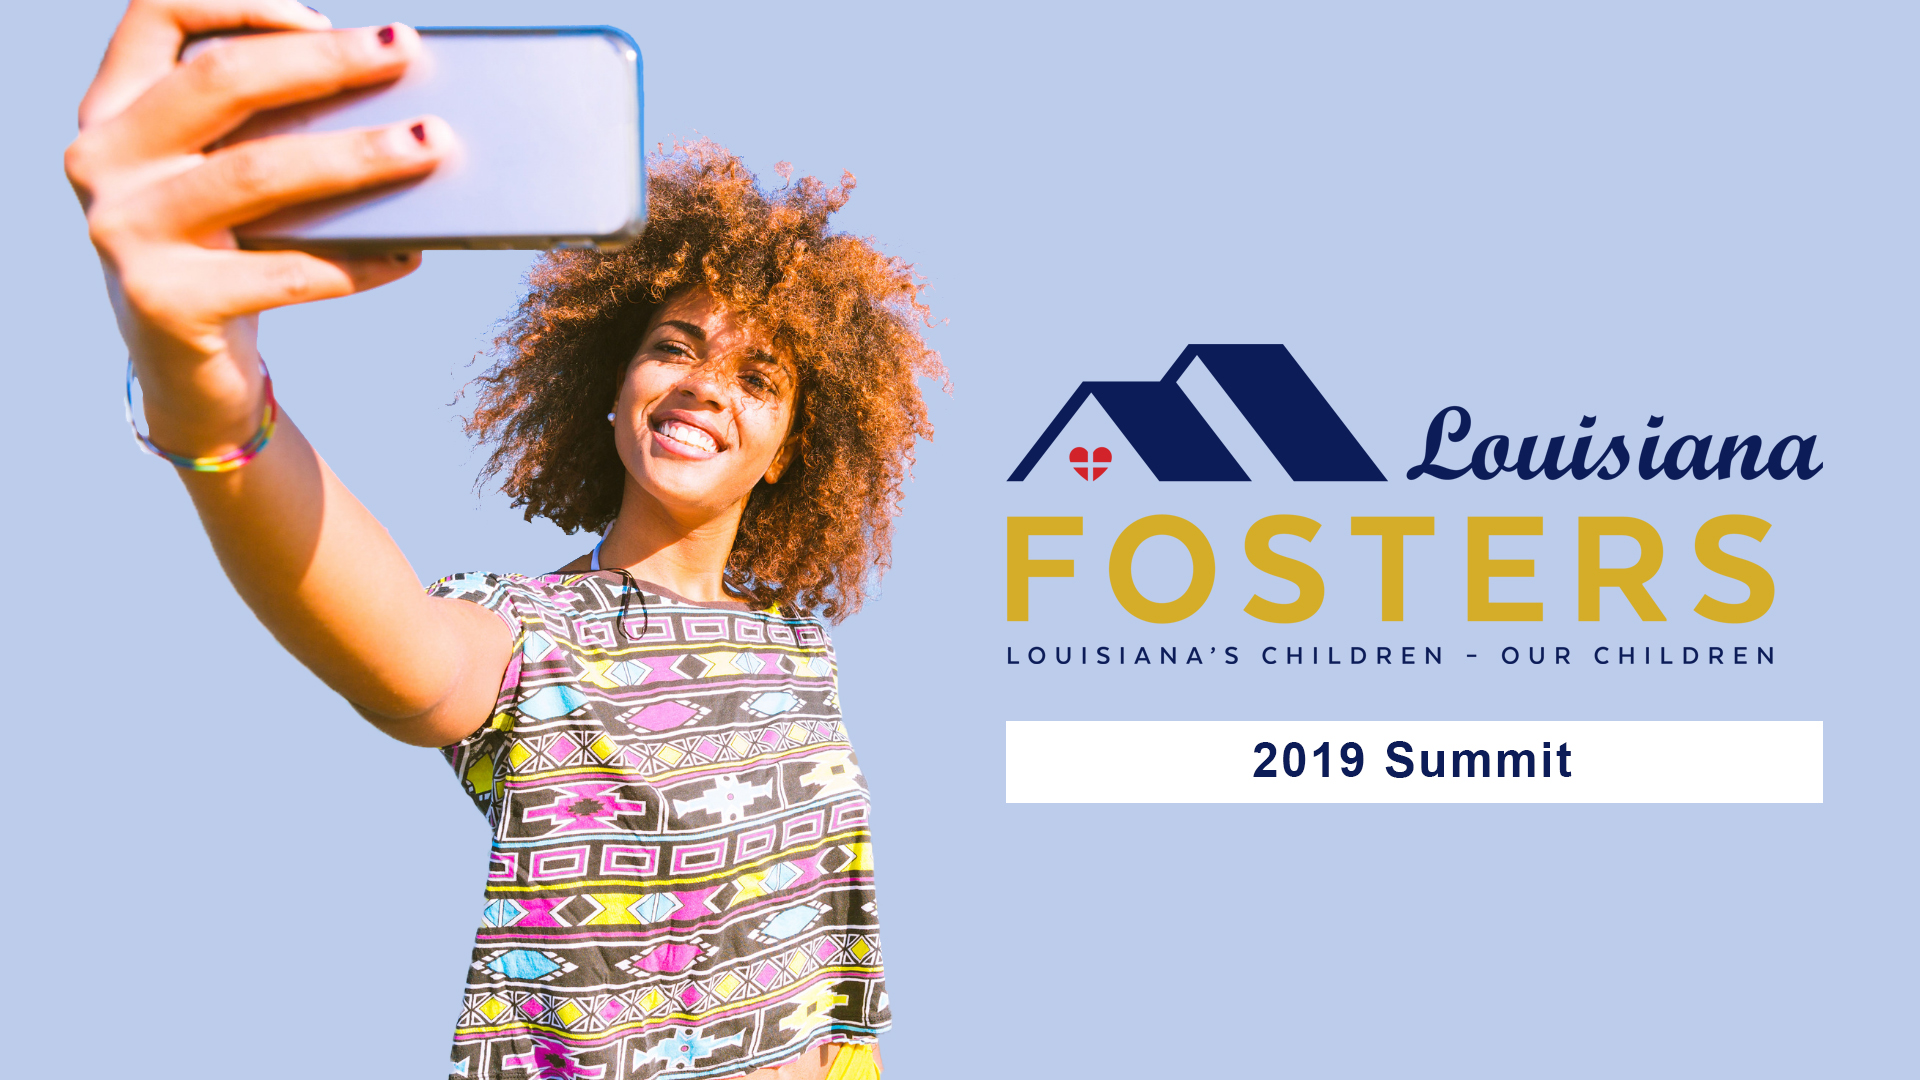 Louisiana
FOSTERS
LOUISIANA'S CHILDREN - OUR CHILDREN
2019 Summit